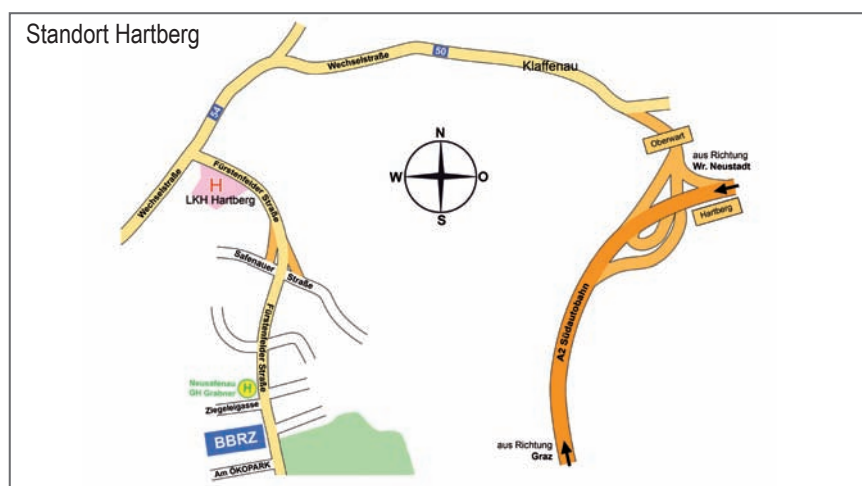 Standort Hartberg
Wechselstraße
50
Klaffenau
54
Oberwart
aus Richtung
Wr. Neustadt
Hartberg
Wechselstraße
Fürstenfelder Straße
H
LKH Hartberg
N
W
O
S
Safenauer Straße
Fürstenfelder Straße
A2 Südautobahn
Neusafenau
GH Grabner
H
Ziegeleigasse
BBRZ
Am ÖKOPARK
aus Richtung
Graz